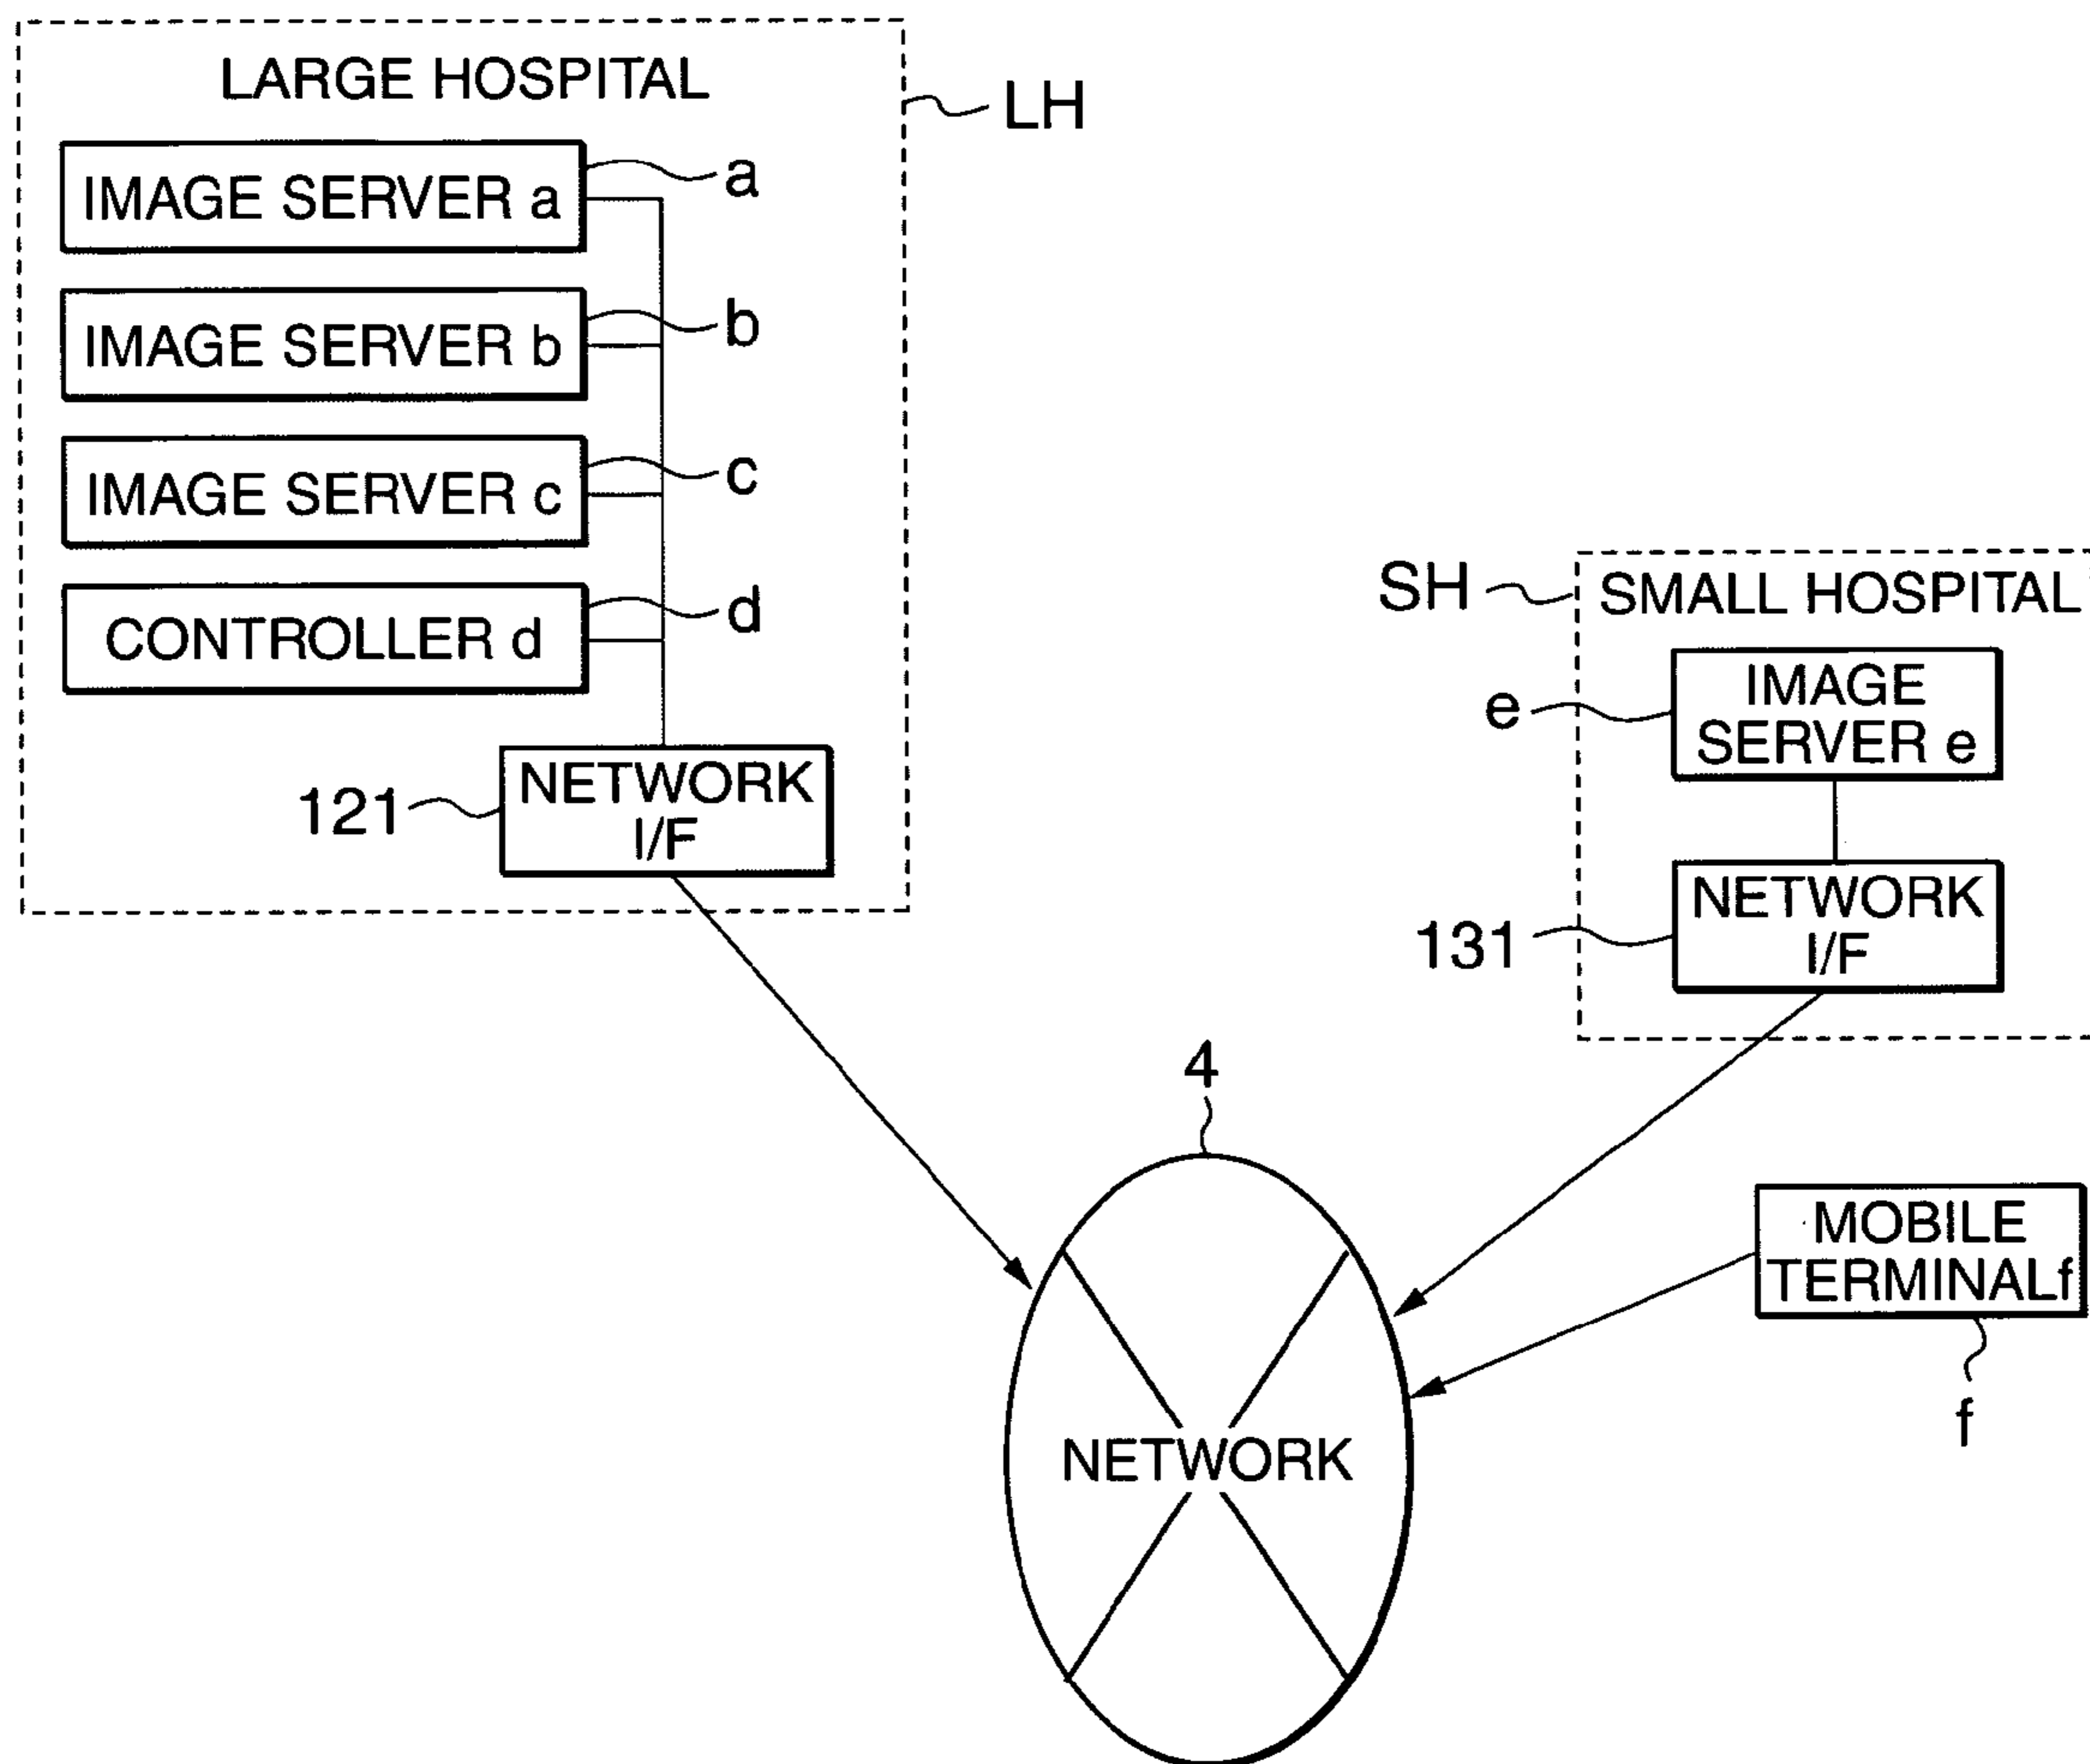 LARGE HOSPITAL
LH
IMAGE SERVER a
a
IMAGE SERVER b
b
IMAGE SERVER c
c
CONTROLLER d
d
NETWORK
I/F
121
SH
SMALL HOSPITAL
IMAGE
SERVER e
e
NETWORK
I/F
131
4
NETWORK
MOBILE
TERMINALf
f